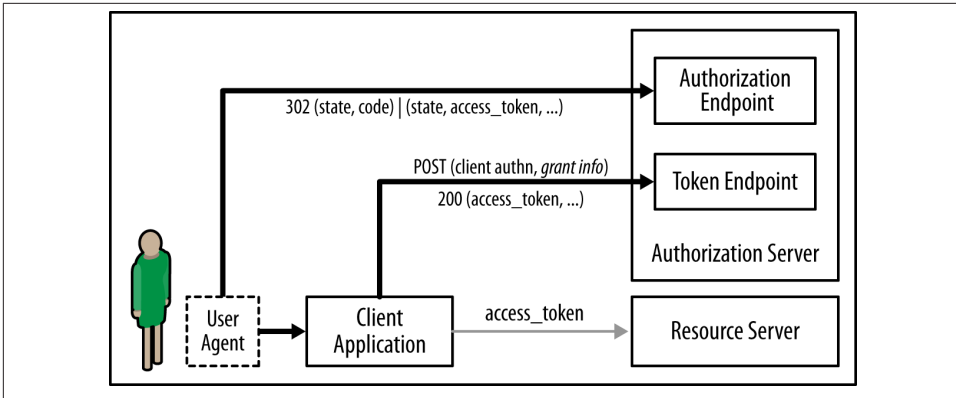 Authorization
Endpoint
302 (state, code) | (state, access_token, ...)
POST (client authn, grant info)
Token Endpoint
200 (access_token, ...)
Authorization Server
User
Agent
Client
Application
access_token
Resource Server